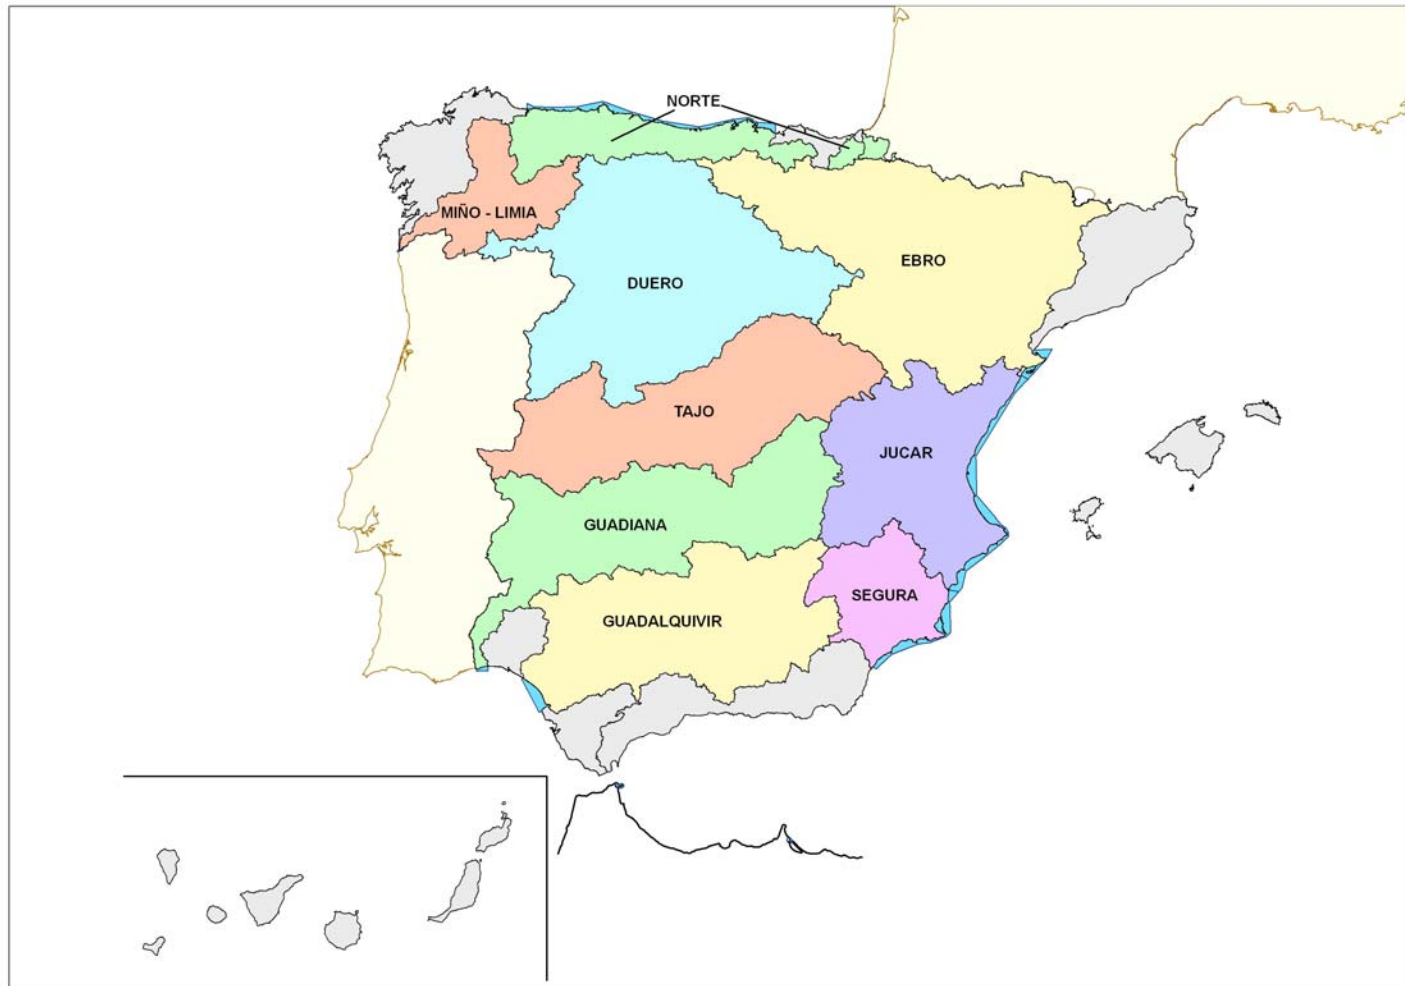 NORTE
MIÑO - LIMIA
EBRO
DUERO
TAJO
JUCAR
GUADIANA
SEGURA
GUADALQUIVIR